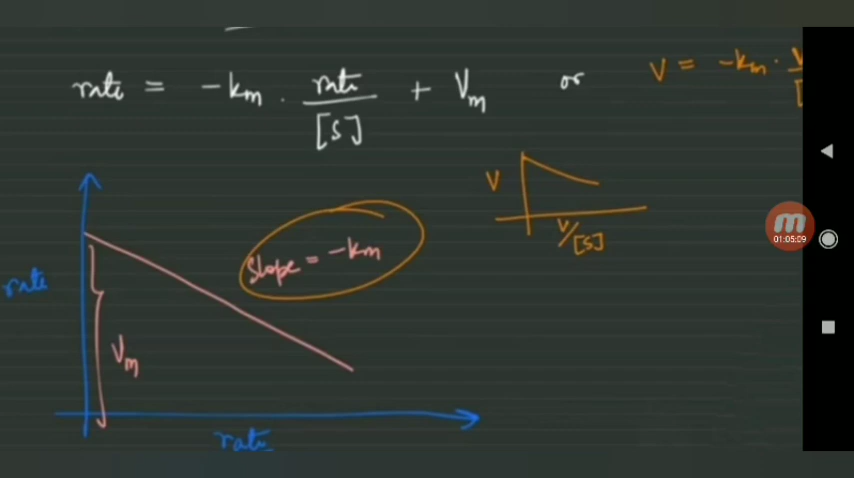 rate = -km . rate/[S] + Vm or V = -km . V/[
V
V/[S]
slope = -km
rate
Vm
rate
m
01:05:09